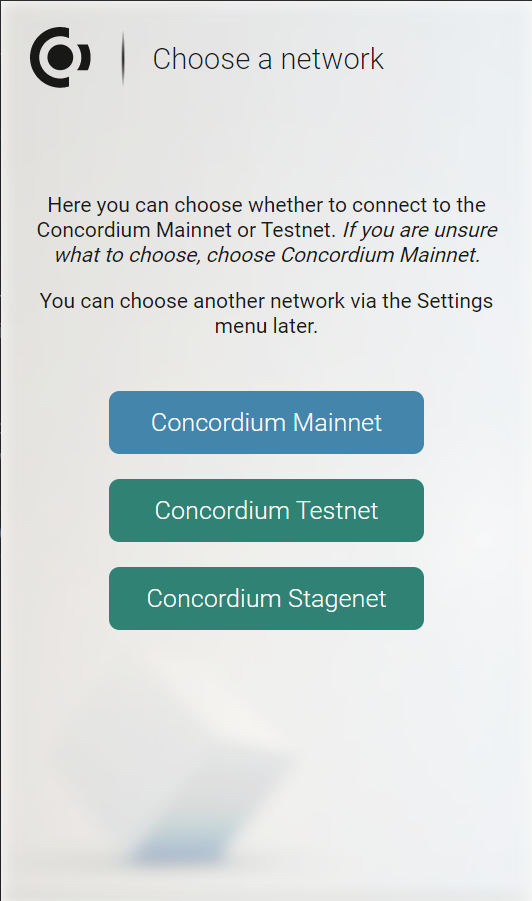 Choose a network
Here you can choose whether to connect to the
Concordium Mainnet or Testnet. If you are unsure
what to choose, choose Concordium Mainnet.
You can choose another network via the Settings
menu later.
Concordium Mainnet
Concordium Testnet
Concordium Stagenet